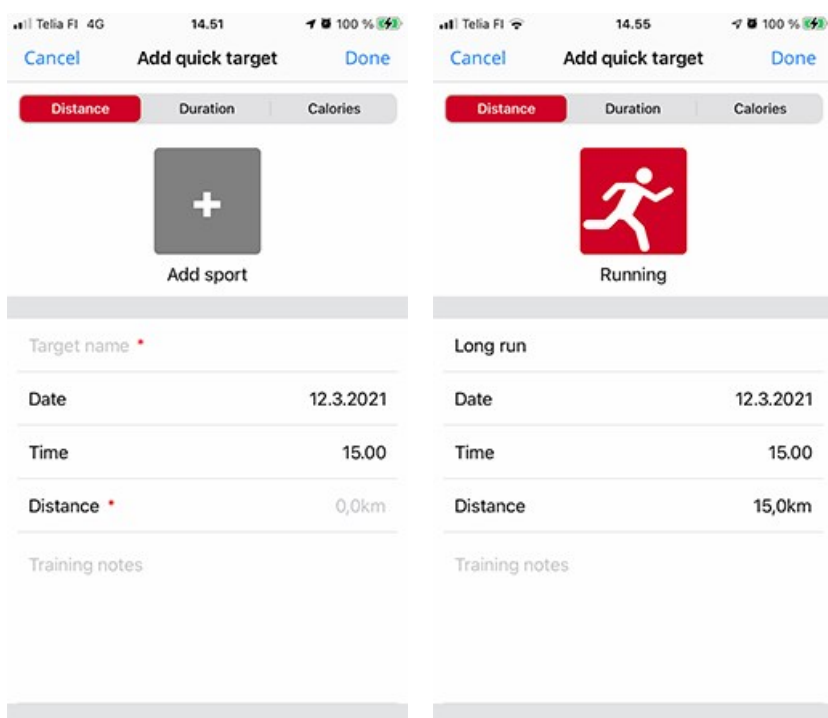 Telia FI 4G 14.51 100 %
Cancel Add quick target Done
Distance Duration Calories
+
Add sport
Target name *
Date 12.3.2021
Time 15.00
Distance * 0,0km
Training notes
Telia FI 14.55 100 %
Cancel Add quick target Done
Distance Duration Calories
Running
Long run
Date 12.3.2021
Time 15.00
Distance 15,0km
Training notes